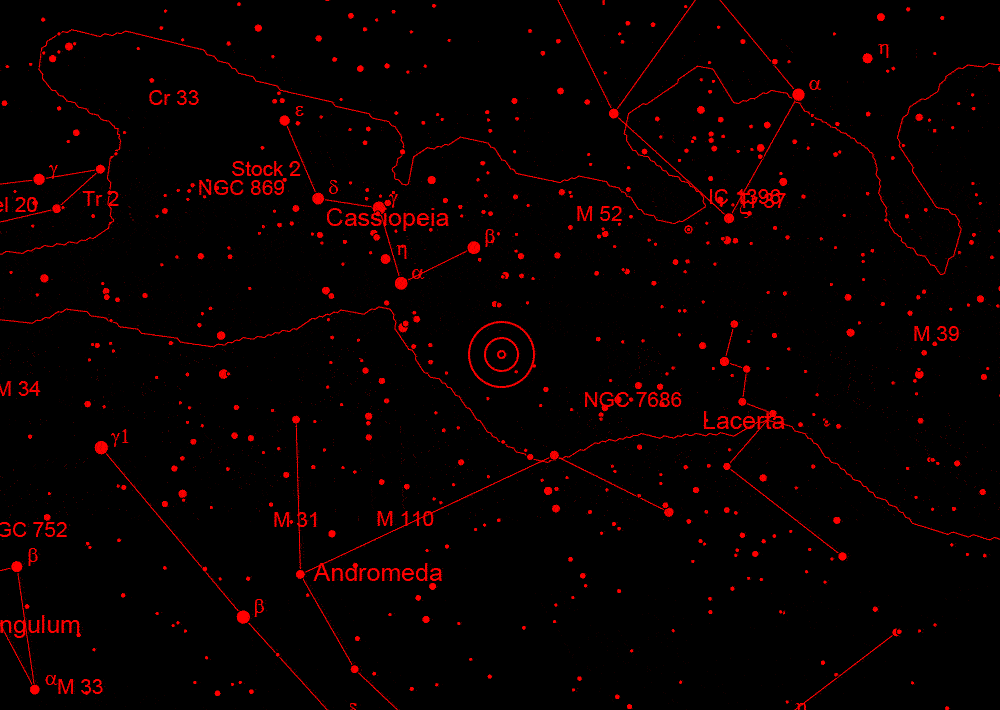 η
α
Cr 33
ε
γ
Stock 2
NGC 869
δ
γ
Tr 2
el 20
Cassiopeia
M 52
β
η
α
M 39
M 34
NGC 7686
Lacerta
γ1
M 31
M 110
GC 752
β
Andromeda
β
ngulum
α
M 33
η